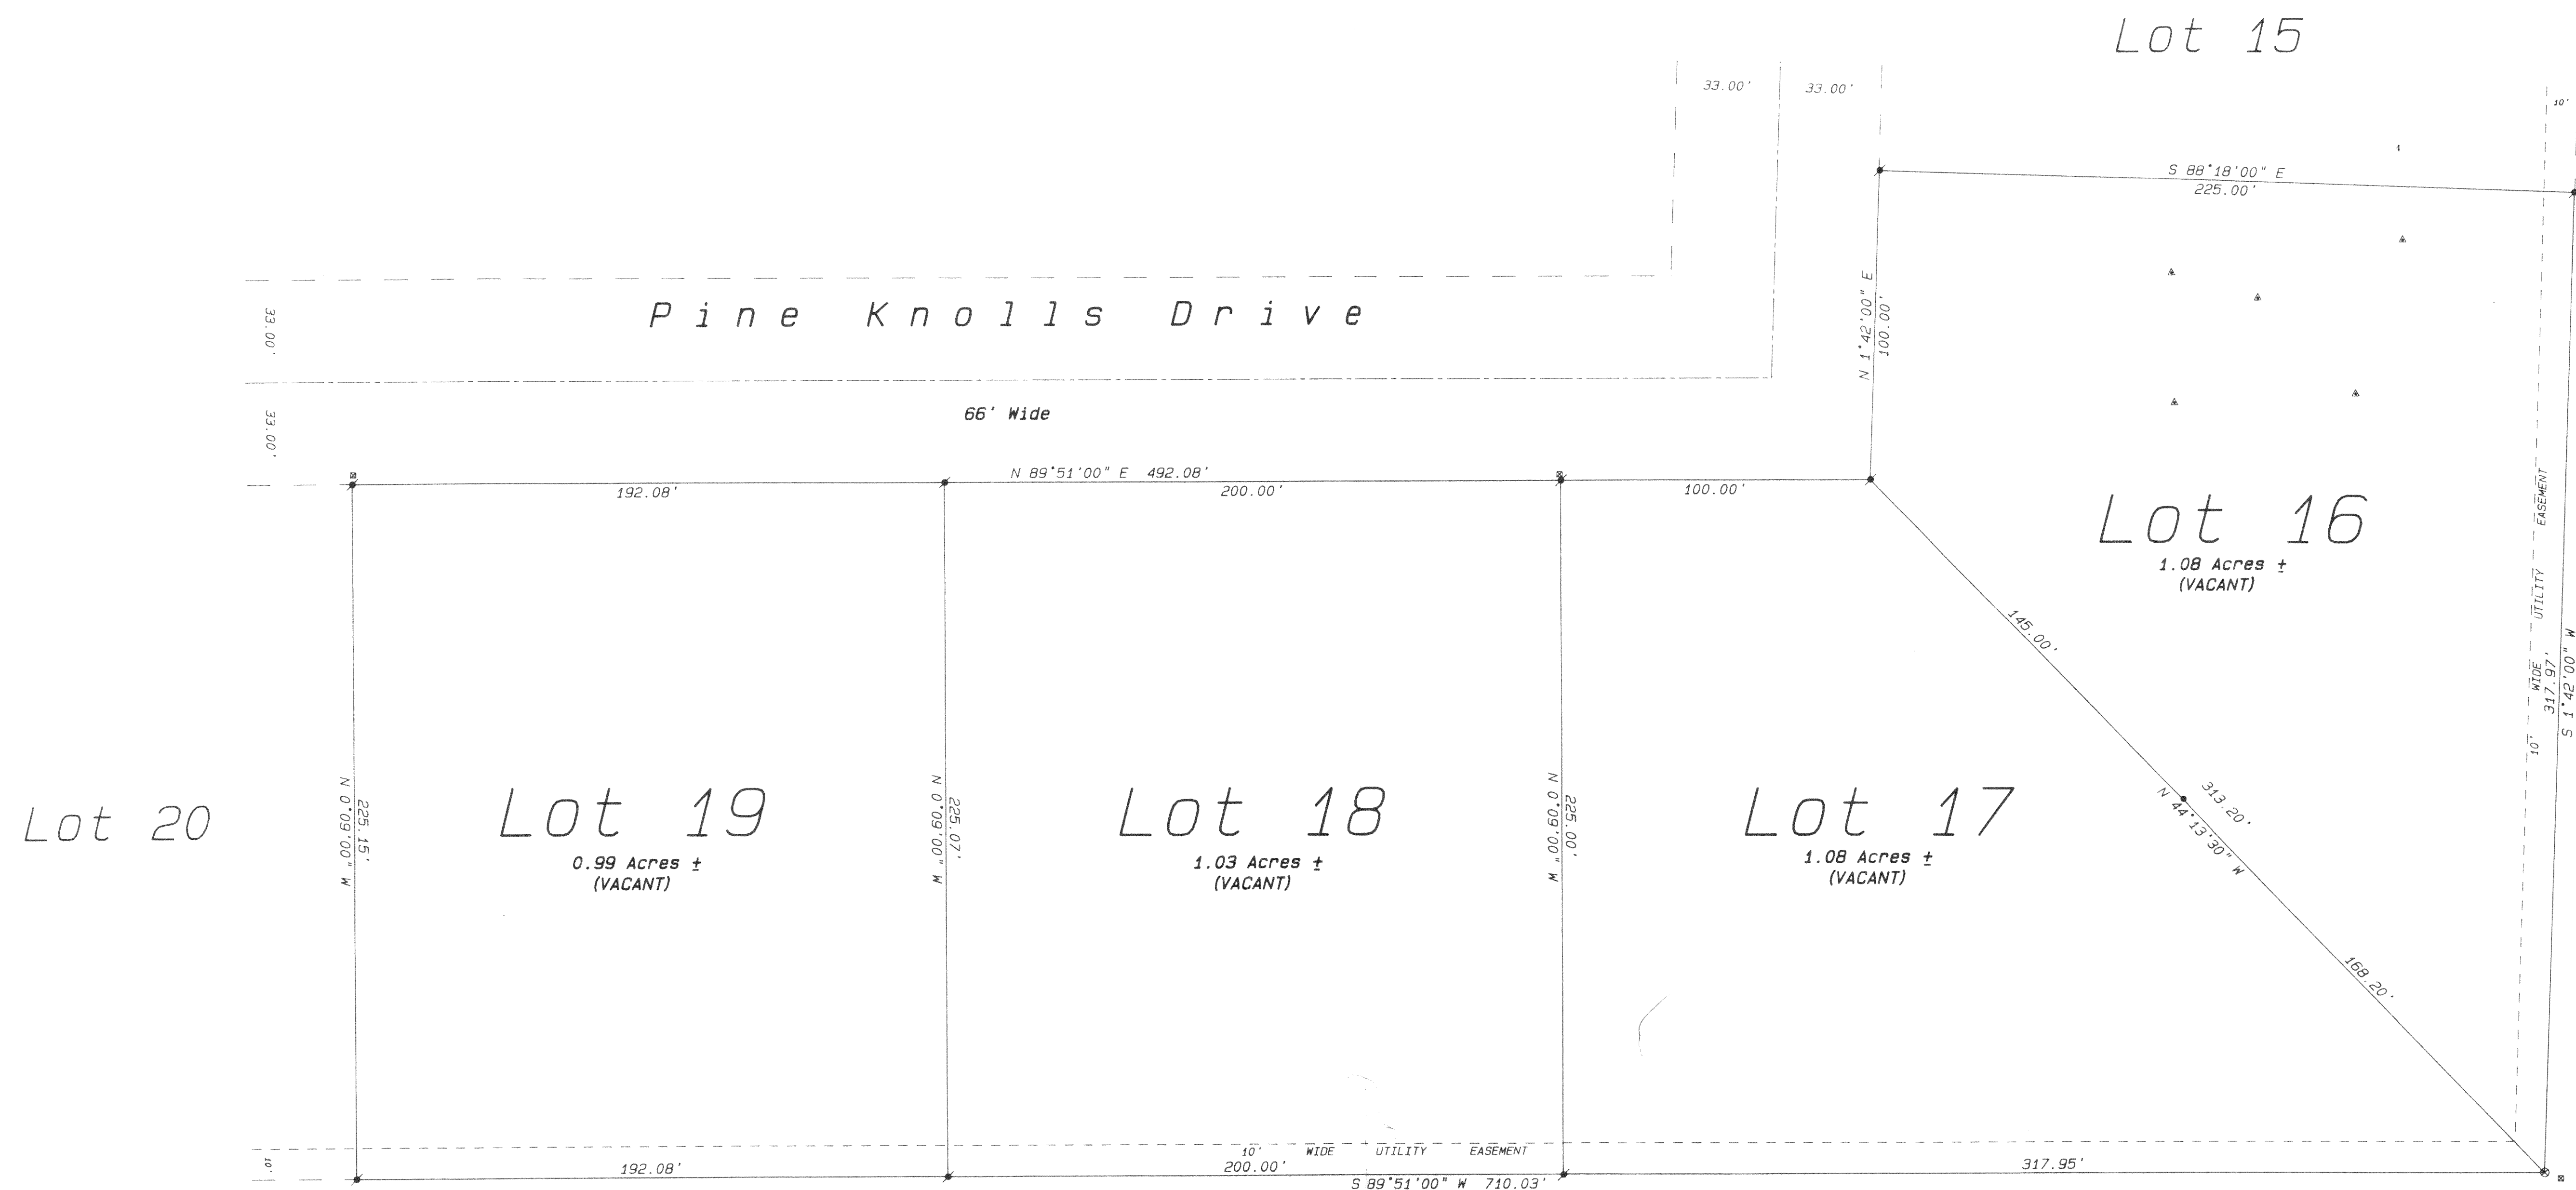 Lot 15
33.00'
33.00'
10'
S 88°18'00" E
225.00'
N 1°42'00" E
100.00'
33.00'
Pine Knolls Drive
33.00'
66' Wide
N 89°51'00" E 492.08'
192.08'
200.00'
100.00'
Lot 16
1.08 Acres ±
(VACANT)
10' WIDE UTILITY EASEMENT
317.97'
S 1°42'00" W
145.00'
313.20'
N 44°13'30" W
168.20'
Lot 20
N 0°09'00" W
225.15'
Lot 19
0.99 Acres ±
(VACANT)
N 0°09'00" W
225.07'
Lot 18
1.03 Acres ±
(VACANT)
N 0°09'00" W
225.00'
Lot 17
1.08 Acres ±
(VACANT)
10' WIDE UTILITY EASEMENT
10'
192.08'
200.00'
317.95'
S 89°51'00" W 710.03'